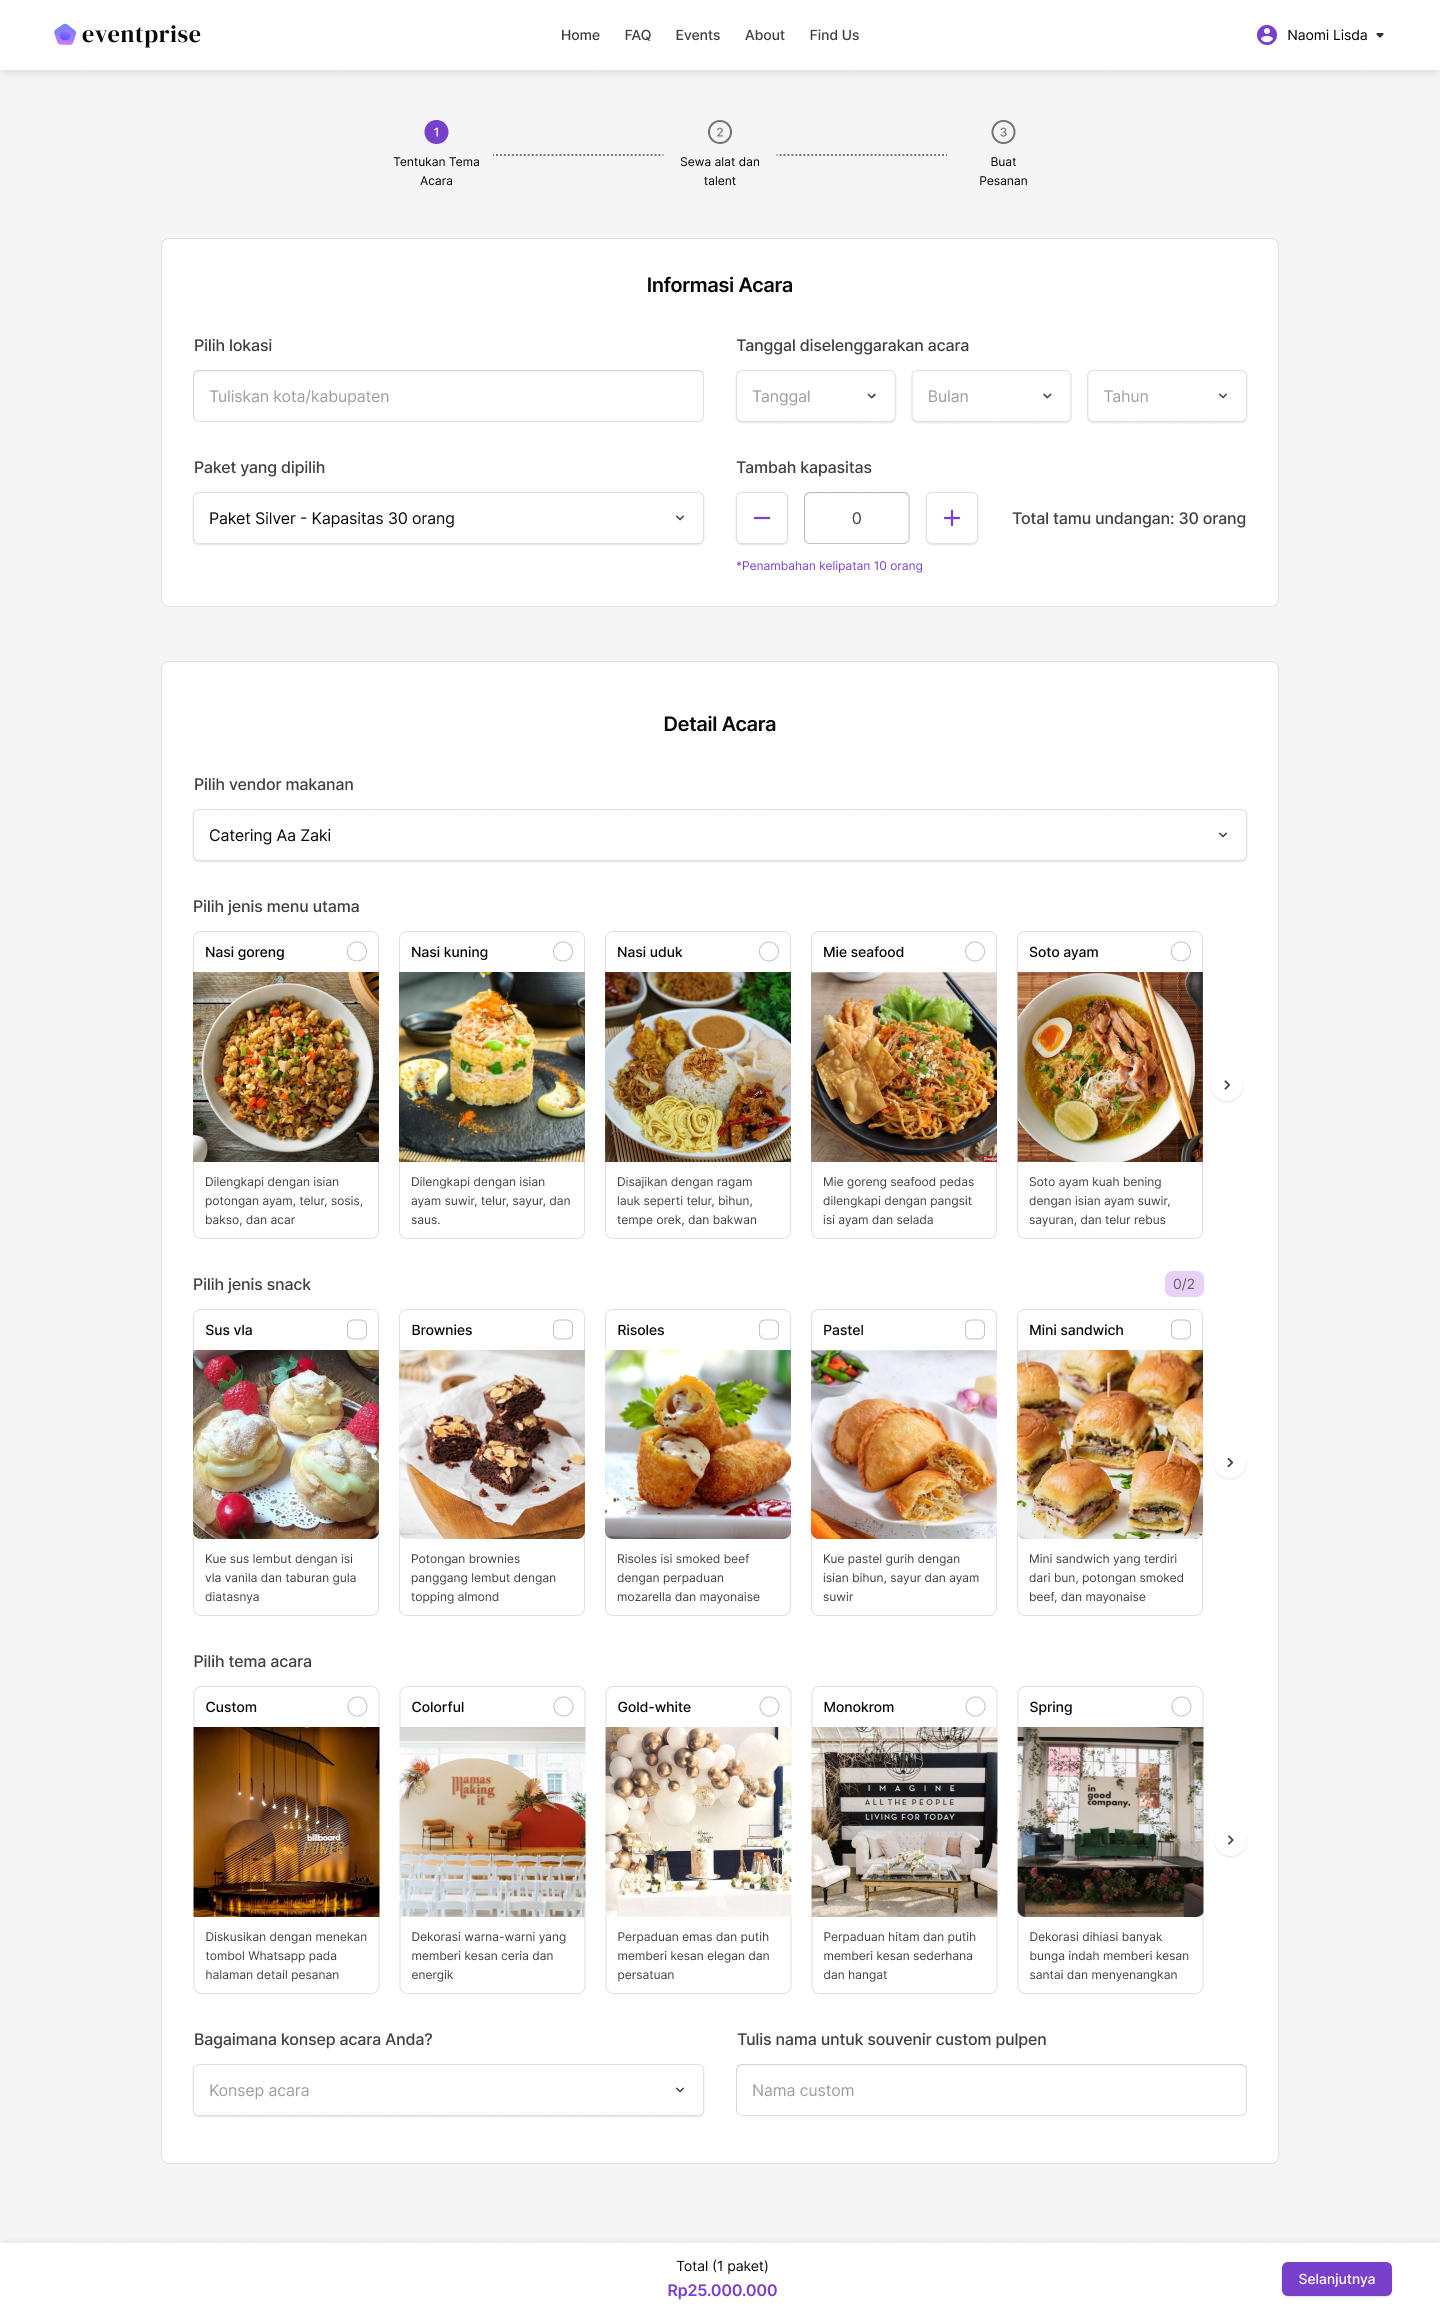 eventprise
Home FAQ Events About Find Us
Naomi Lisda
1
Tentukan Tema
Acara
2
Sewa alat dan
talent
3
Buat
Pesanan
Informasi Acara
Pilih lokasi
Tuliskan kota/kabupaten
Tanggal diselenggarakan acara
Tanggal
Bulan
Tahun
Paket yang dipilih
Paket Silver - Kapasitas 30 orang
Tambah kapasitas
0
Total tamu undangan: 30 orang
*Penambahan kelipatan 10 orang
Detail Acara
Pilih vendor makanan
Catering Aa Zaki
Pilih jenis menu utama
Nasi goreng
Dilengkapi dengan isian
potongan ayam, telur, sosis,
bakso, dan acar
Nasi kuning
Dilengkapi dengan isian
ayam suwir, telur, sayur, dan
saus.
Nasi uduk
Disajikan dengan ragam
lauk seperti telur, bihun,
tempe orek, dan bakwan
Mie seafood
Mie goreng seafood pedas
dilengkapi dengan pangsit
isi ayam dan selada
Soto ayam
Soto ayam kuah bening
dengan isian ayam suwir,
sayuran, dan telur rebus
Pilih jenis snack
0/2
Sus vla
Kue sus lembut dengan isi
vla vanila dan taburan gula
diatasnya
Brownies
Potongan brownies
panggang lembut dengan
topping almond
Risoles
Risoles isi smoked beef
dengan perpaduan
mozarella dan mayonaise
Pastel
Kue pastel gurih dengan
isian bihun, sayur dan ayam
suwir
Mini sandwich
Mini sandwich yang terdiri
dari bun, potongan smoked
beef, dan mayonaise
Pilih tema acara
Custom
billboard
POWER
Diskusikan dengan menekan
tombol Whatsapp pada
halaman detail pesanan
Colorful
Mamas
Making
it
Dekorasi warna-warni yang
memberi kesan ceria dan
energik
Gold-white
Perpaduan emas dan putih
memberi kesan elegan dan
persatuan
Monokrom
IMAGINE
ALL THE PEOPLE
LIVING FOR TODAY
Perpaduan hitam dan putih
memberi kesan sederhana
dan hangat
Spring
in
good
company.
Dekorasi dihiasi banyak
bunga indah memberi kesan
santai dan menyenangkan
Bagaimana konsep acara Anda?
Konsep acara
Tulis nama untuk souvenir custom pulpen
Nama custom
Total (1 paket)
Rp25.000.000
Selanjutnya